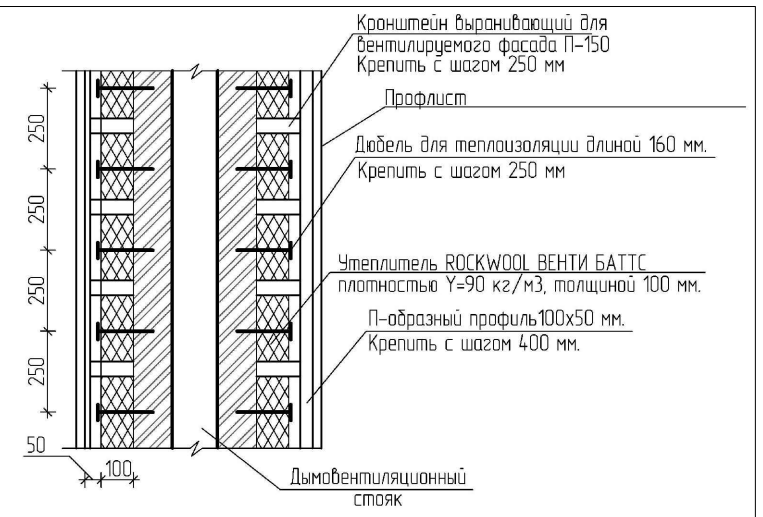 Кронштейн выранивающий для
вентилируемого фасада П-150
Крепить с шагом 250 мм
Профлист
Дюбель для теплоизоляции длиной 160 мм.
Крепить с шагом 250 мм
Утеплитель ROCKWOOL ВЕНТИ БАТТС
плотностью Y=90 кг/м3, толщиной 100 мм.
П-образный профиль100х50 мм.
Крепить с шагом 400 мм.
Дымовентиляционный
стояк
250
250
250
250
50
100